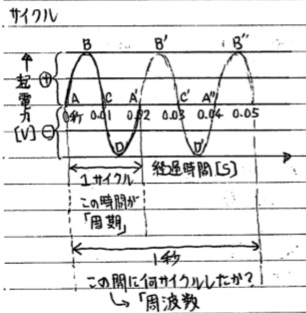 サイクル
B B' B''
↑ ⊕
起電力
[V] ⊖
A C A' C' A''
0秒 0.01 0.02 0.03 0.04 0.05
D D'
1サイクル
経過時間[S]
この時間が
「周期」
1秒
この間に何サイクルしたか?
↳「周波数